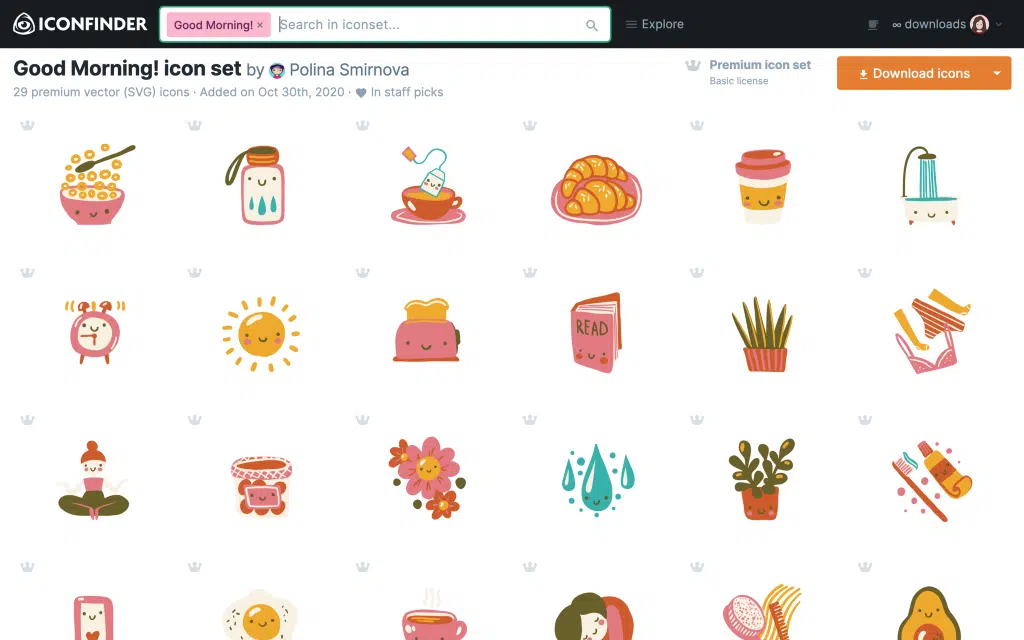 ICONFINDER Good Morning! × Search in iconset... Explore ∞ downloads
Good Morning! icon set by Polina Smirnova
29 premium vector (SVG) icons · Added on Oct 30th, 2020 · In staff picks
Premium icon set
Basic license
Download icons
READ